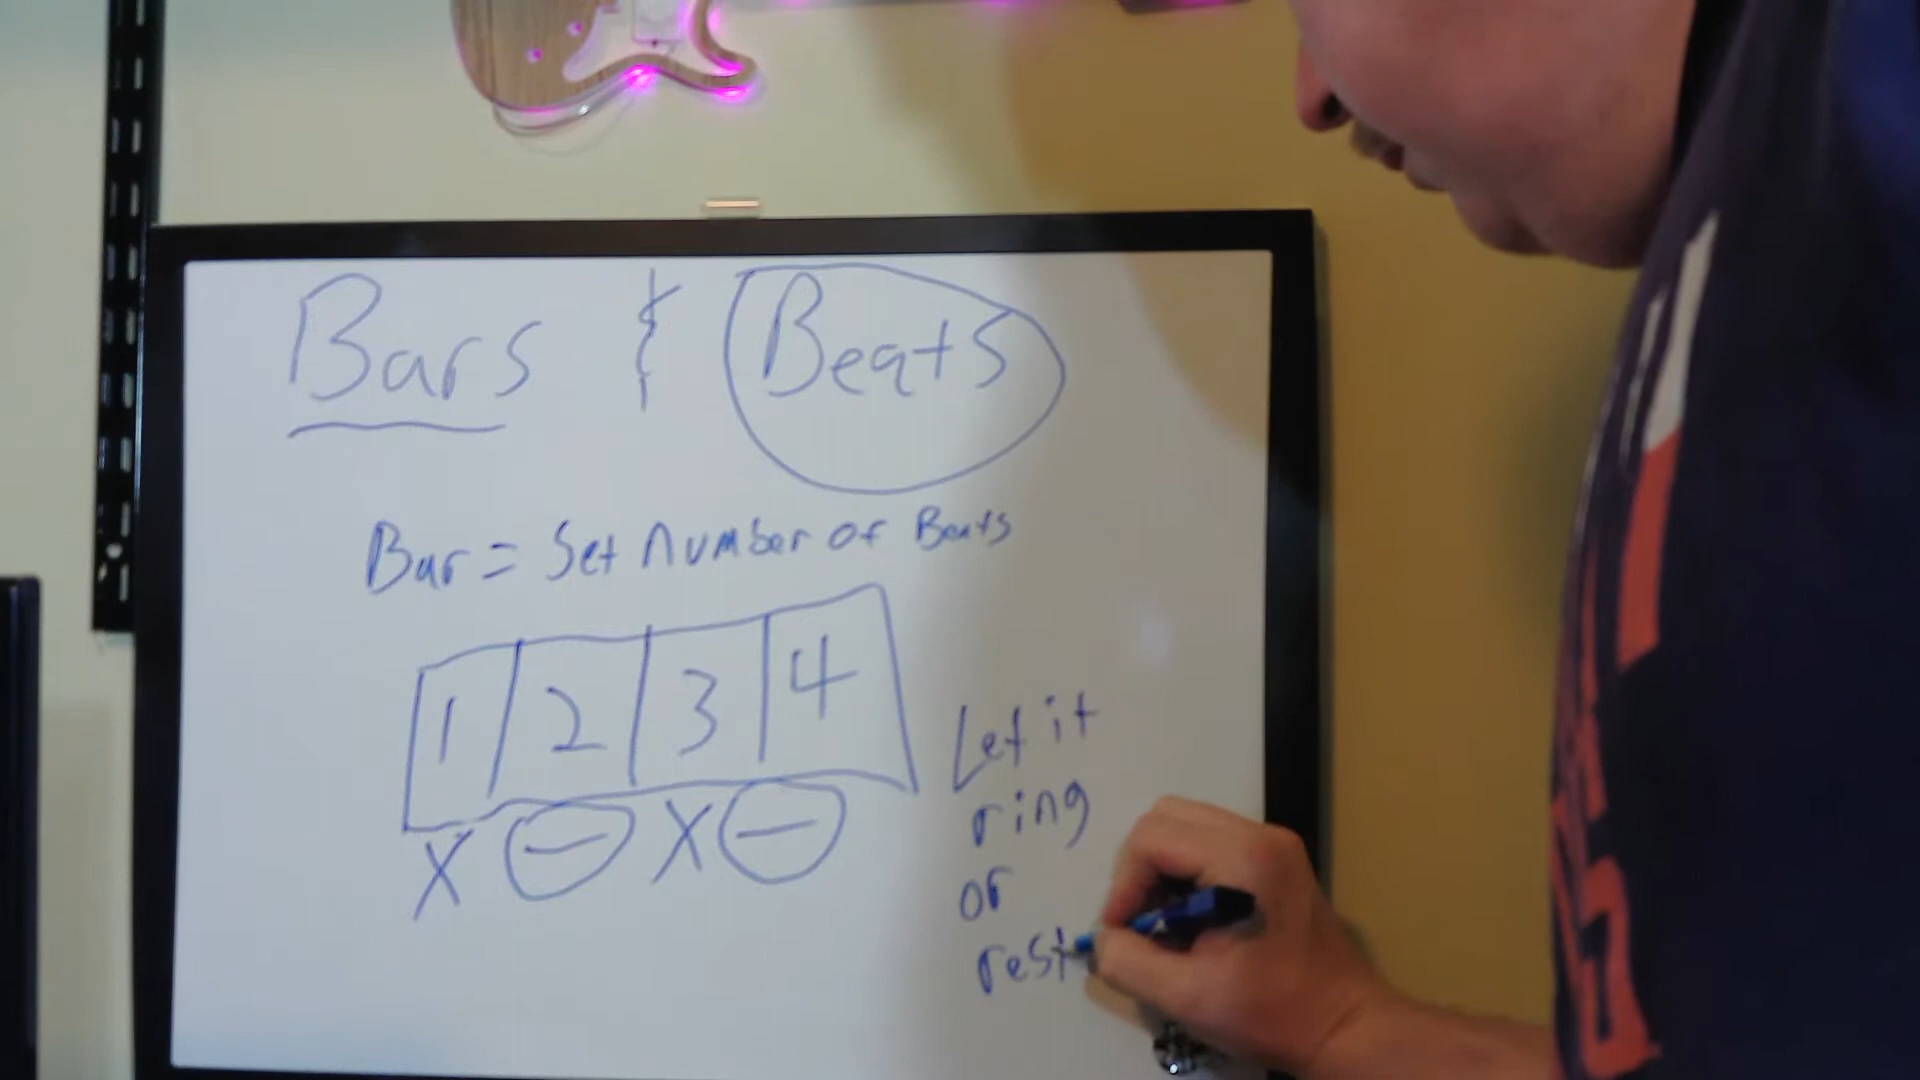 Bars & Beats
Bar = Set number of Beats
1 2 3 4
X — X —
Let it
ring
or
rest